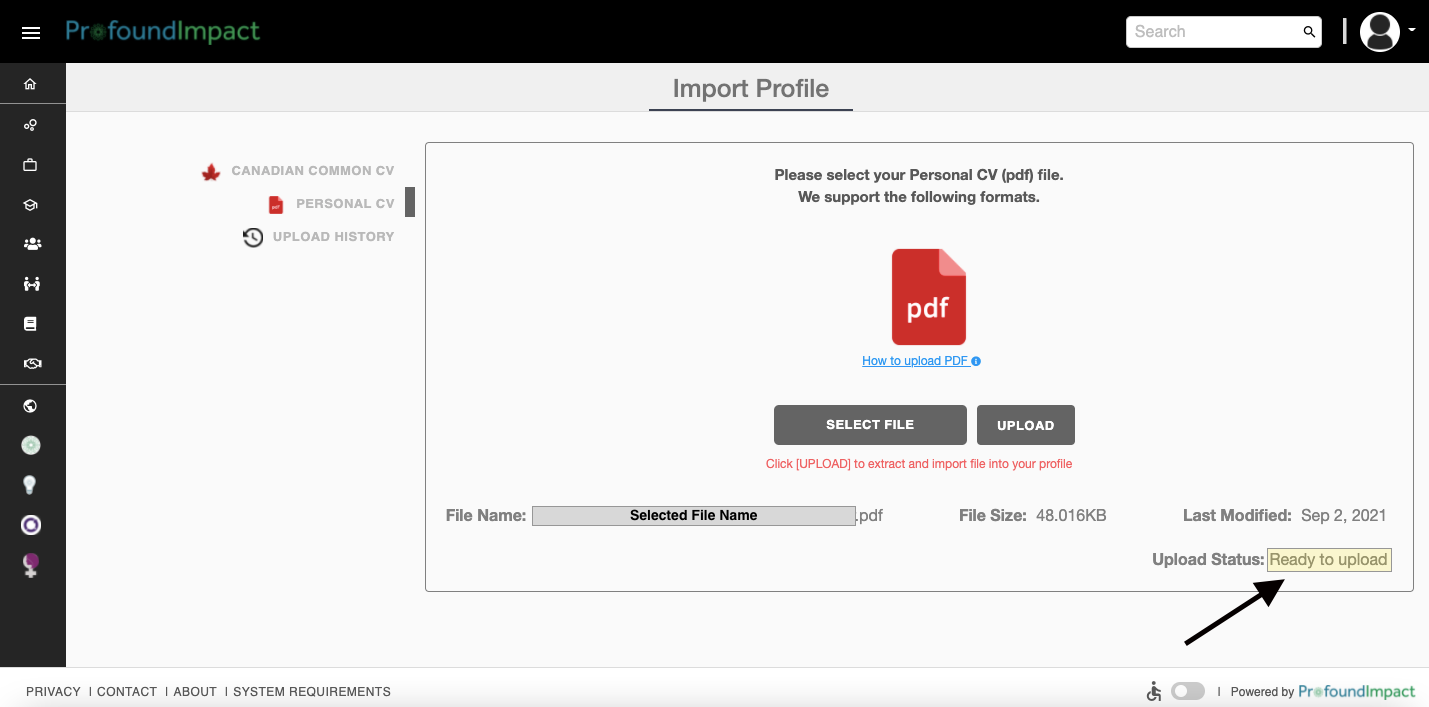 ProfoundImpact
Search
Import Profile
CANADIAN COMMON CV
PERSONAL CV
UPLOAD HISTORY
Please select your Personal CV (pdf) file.
We support the following formats.
pdf
How to upload PDF
SELECT FILE
UPLOAD
Click [UPLOAD] to extract and import file into your profile
File Name: Selected File Name .pdf File Size: 48.016KB Last Modified: Sep 2, 2021
Upload Status: Ready to upload
PRIVACY | CONTACT | ABOUT | SYSTEM REQUIREMENTS | Powered by ProfoundImpact